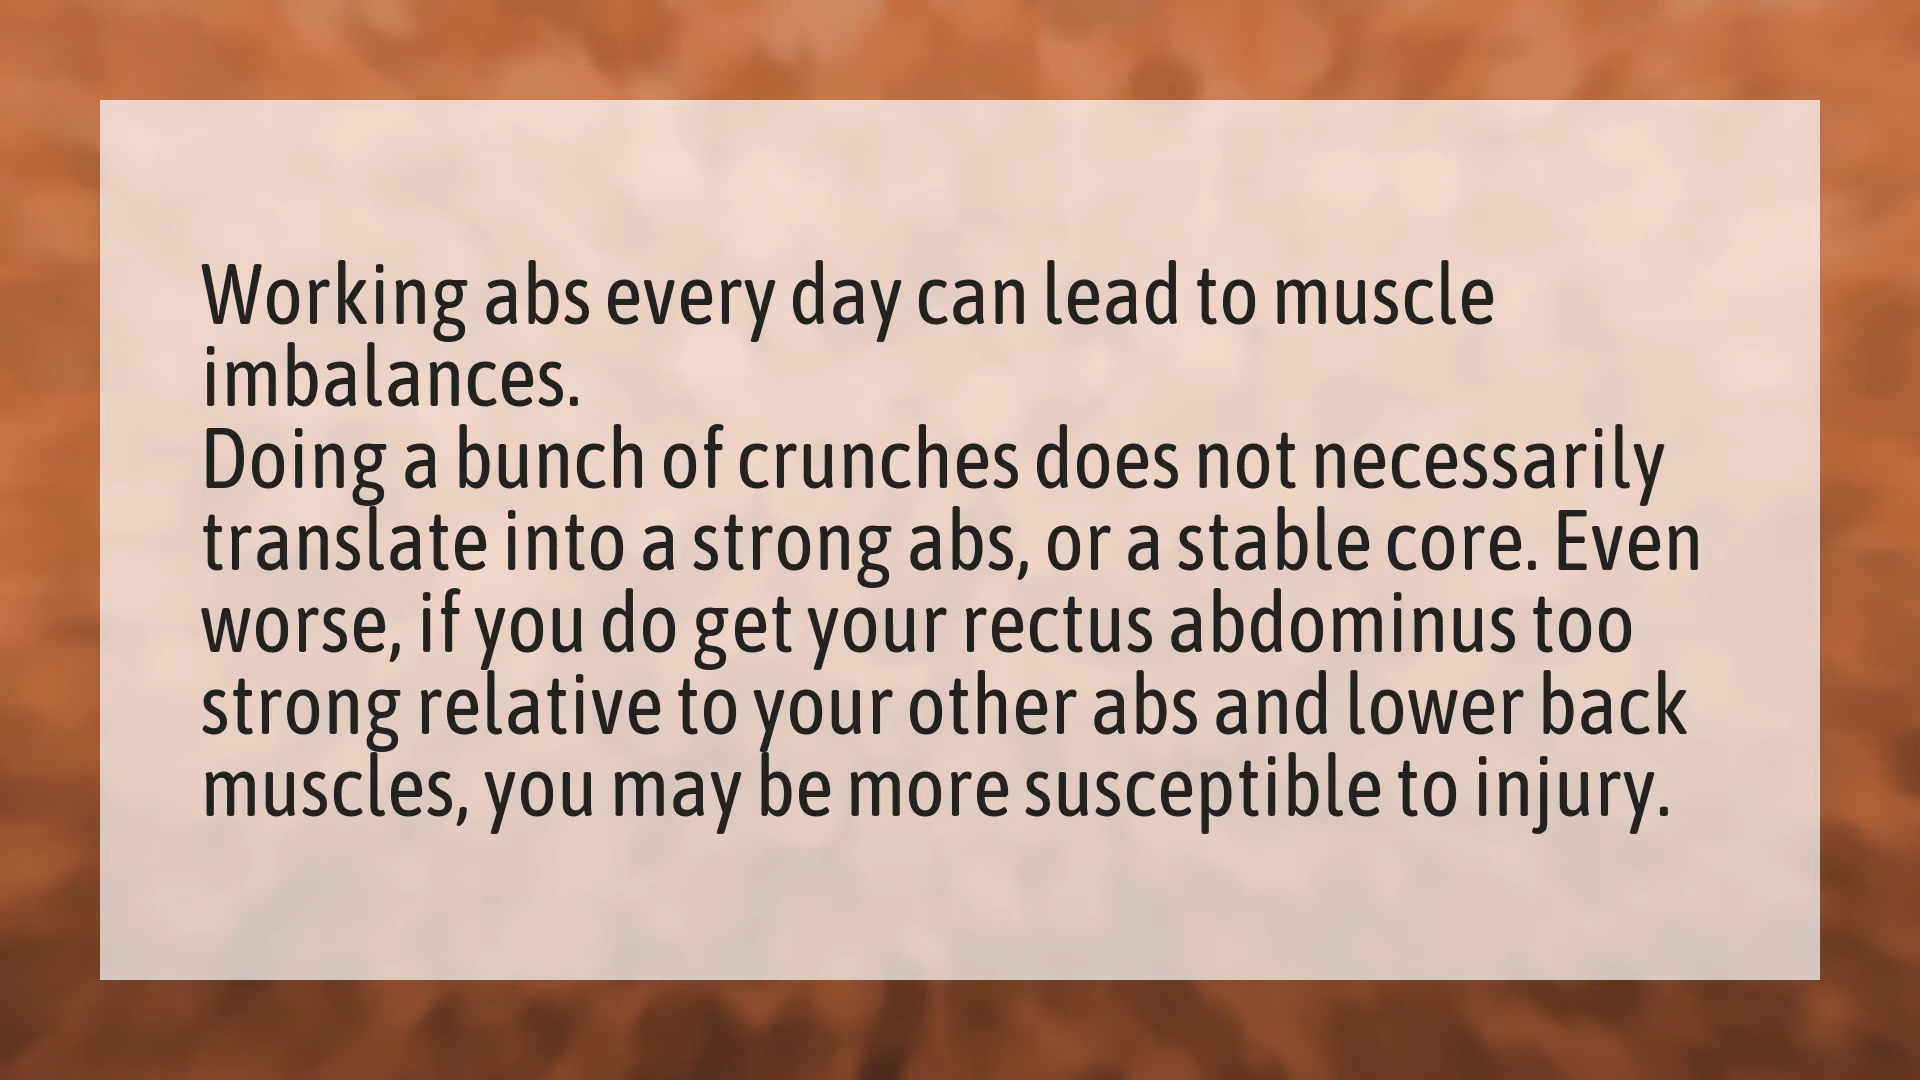 Working abs every day can lead to muscle
imbalances.
Doing a bunch of crunches does not necessarily
translate into a strong abs, or a stable core. Even
worse, if you do get your rectus abdominus too
strong relative to your other abs and lower back
muscles, you may be more susceptible to injury.